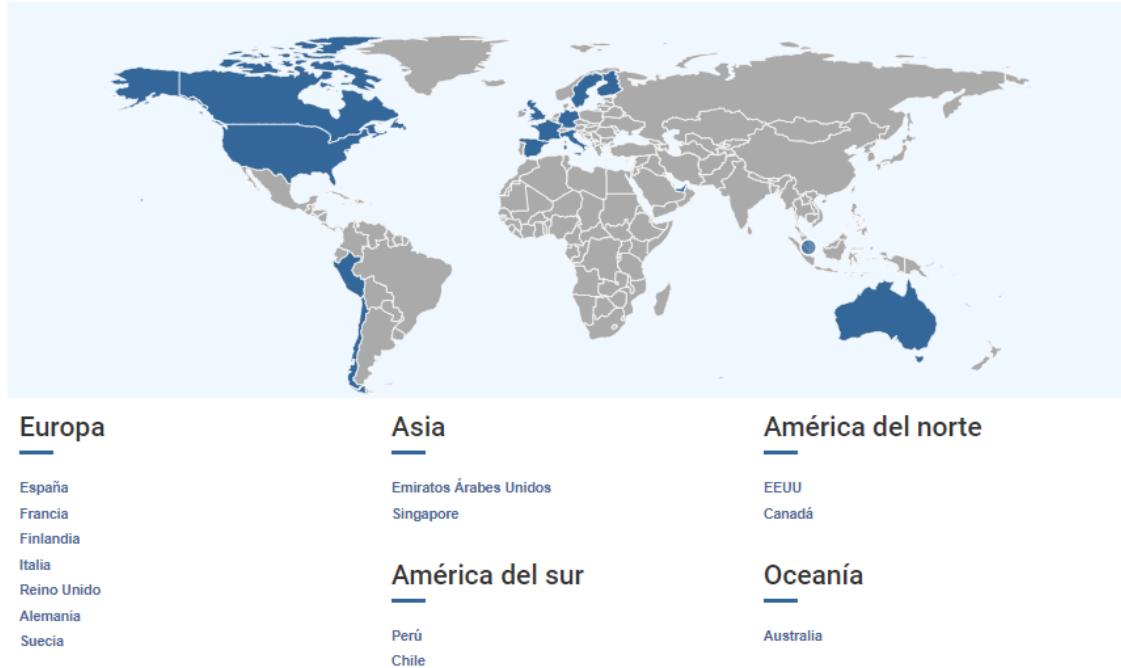 Europa
España
Francia
Finlandia
Italia
Reino Unido
Alemania
Suecia
Asia
Emiratos Árabes Unidos
Singapore
América del sur
Perú
Chile
América del norte
EEUU
Canadá
Oceanía
Australia